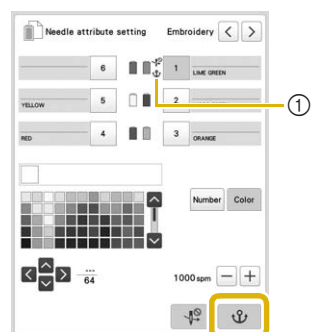 Needle attribute setting Embroidery
6 1 LIME GREEN
①
YELLOW 5 2
RED 4 3 ORANGE
Number Color
--- 64
1000 spm